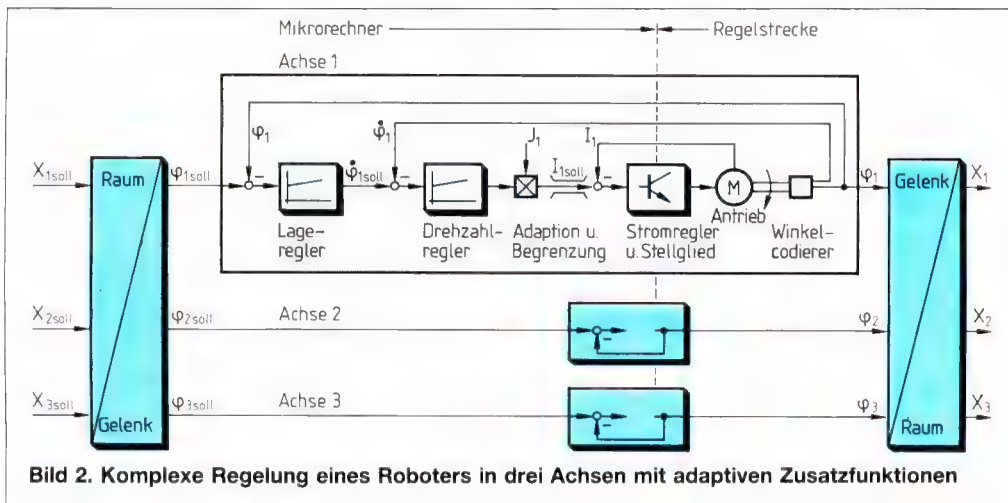 Mikrorechner
Regelstrecke
Achse 1
φ₁
φ̇₁
J₁
I₁
X₁soll
Raum
φ₁soll
φ̇₁soll
I₁soll
M
φ₁
Gelenk
X₁
Antrieb
Lage-
regler
Drehzahl-
regler
Adaption u.
Begrenzung
Stromregler
u. Stellglied
Winkel-
codierer
X₂soll
φ₂soll
Achse 2
φ₂
X₂
X₃soll
φ₃soll
Achse 3
φ₃
X₃
Gelenk
Raum
Bild 2. Komplexe Regelung eines Roboters in drei Achsen mit adaptiven Zusatzfunktionen